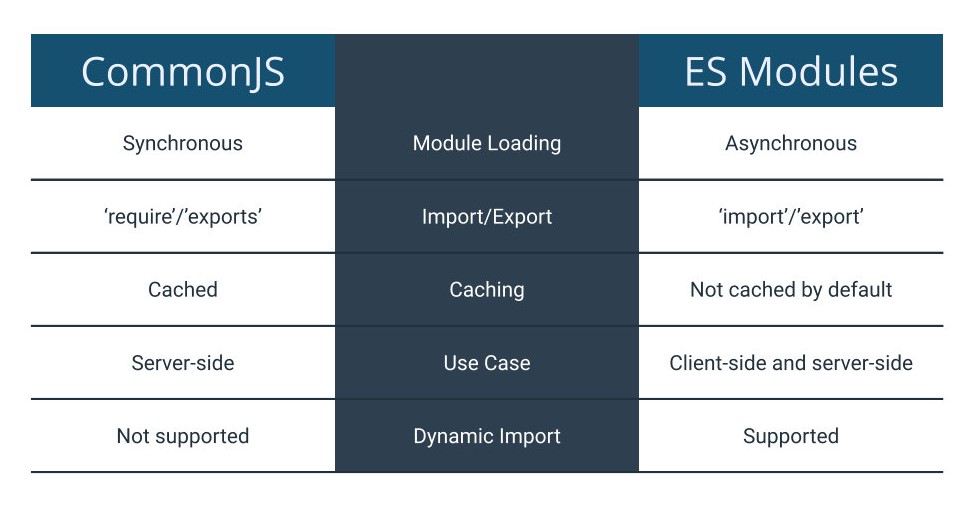 CommonJS ES Modules
Synchronous Module Loading Asynchronous
‘require’/’exports’ Import/Export ‘import’/’export’
Cached Caching Not cached by default
Server-side Use Case Client-side and server-side
Not supported Dynamic Import Supported